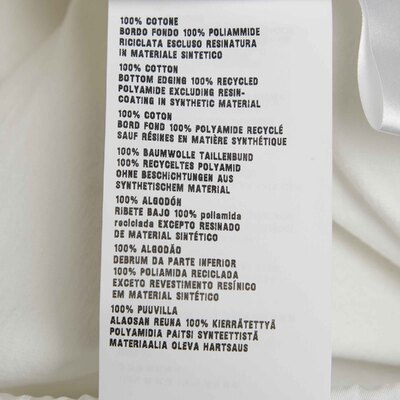 100% COTONE
BORDO FONDO 100% POLIAMMIDE
RICICLATA ESCLUSO RESINATURA
IN MATERIALE SINTETICO
100% COTTON
BOTTOM EDGING 100% RECYCLED
POLYAMIDE EXCLUDING RESIN-
COATING IN SYNTHETIC MATERIAL
100% COTON
BORD FOND 100% POLYAMIDE RECYCLÉ
SAUF RÉSINES EN MATIÈRE SYNTHÉTIQUE
100% BAUMWOLLE TAILLENBUND
100% RECYCELTES POLYAMID
OHNE BESCHICHTUNGEN AUS
SYNTHETISCHEM MATERIAL
100% ALGODÓN
RIBETE BAJO 100% poliamida
reciclada EXCEPTO RESINADO
DE MATERIAL SINTÉTICO
100% ALGODÃO
DEBRUM DA PARTE INFERIOR
100% POLIAMIDA RECICLADA
EXCETO REVESTIMENTO RESÍNICO
EM MATERIAL SINTÉTICO
100% PUUVILLA
ALAOSAN REUNA 100% KIERRÄTETTYÄ
POLYAMIDIA PAITSI SYNTEETTISTÄ
MATERIAALIA OLEVA HARTSAUS